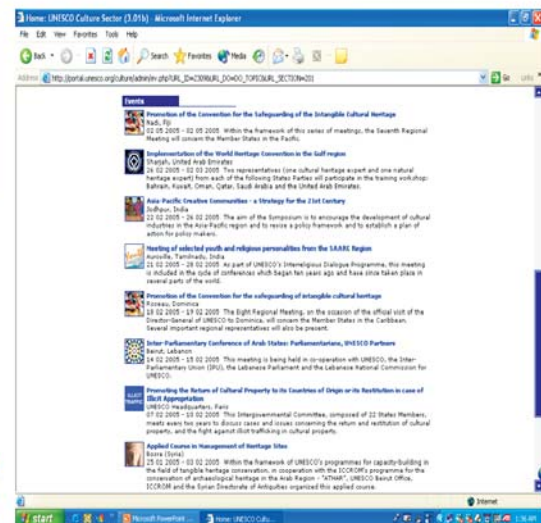 Home: UNESCO Culture Sector (3.01b) - Microsoft Internet Explorer
File Edit View Favorites Tools Help
Back Search Favorites Media
Address http://portal.unesco.org/culture/admin/ev.php?URL_ID=2309&URL_DO=DO_TOPIC&URL_SECTION=201 Go Links
Events
Promotion of the Convention for the Safeguarding of the Intangible Cultural Heritage
Nadi, Fiji
02 05 2005 - 02 05 2005 Within the framework of this series of meetings, the Seventh Regional
Meeting will concern the Member States in the Pacific.
Implementation of the World Heritage Convention in the Gulf region
Sharjah, United Arab Emirates
26 02 2005 - 02 03 2005 Two representatives (one cultural heritage expert and one natural
heritage expert) from each of the following States Parties will participate in the training workshop:
Bahrain, Kuwait, Oman, Qatar, Saudi Arabia and the United Arab Emirates.
Asia-Pacific Creative Communities - a Strategy for the 21st Century
Jodhpur, India
22 02 2005 - 26 02 2005 The aim of the Symposium is to encourage the development of cultural
industries in the Asia-Pacific region and to revise a policy framework and to establish a plan of
action for policy makers.
Meeting of selected youth and religious personalities from the SAARC Region
Auroville, Tamilnadu, India
21 02 2005 - 28 02 2005 As part of UNESCO's Interreligious Dialogue Programme, this meeting
is included in the cycle of conferences which began ten years ago and have since taken place in
several parts of the world.
Promotion of the Convention for the safeguarding of intangible cultural heritage
Roseau, Dominica
18 02 2005 - 19 02 2005 The Eight Regional Meeting, on the occasion of the official visit of the
Director-General of UNESCO to Dominica, will concern the Member States in the Caribbean.
Several important regional representatives will also be present.
Inter-Parliamentary Conference of Arab States: Parliamentarians, UNESCO Partners
Beirut, Lebanon
14 02 2005 - 15 02 2005 This meeting is being held in co-operation with UNESCO, the Inter-
Parliamentary Union (IPU), the Lebanese Parliament and the Lebanese National Commission for
UNESCO.
ILLICIT
TRAFFIC
Promoting the Return of Cultural Property to its Countries of Origin or its Restitution in case of
Illicit Appropriation
UNESCO Headquarters, Paris
07 02 2005 - 10 02 2005 This Intergovernmental Committee, composed of 22 States Members,
meets every two years to discuss cases and issues concerning the return and restitution of cultural
property, and the fight against illicit trafficking in cultural property.
Applied Course in Management of Heritage Sites
Bosra (Syria)
25 01 2005 - 03 02 2005 Within the framework of UNESCO's programmes for capacity-building in
the field of tangible heritage conservation, in cooperation with the ICCROM's programme for the
conservation of archaeological heritage in the Arab Region - "ATHAR", UNESCO Beirut Office,
ICCROM and the Syrian Directorate of Antiquities organized this applied course.
Internet
start Microsoft PowerPoint ... Home: UNESCO Cultu... 1:36 AM